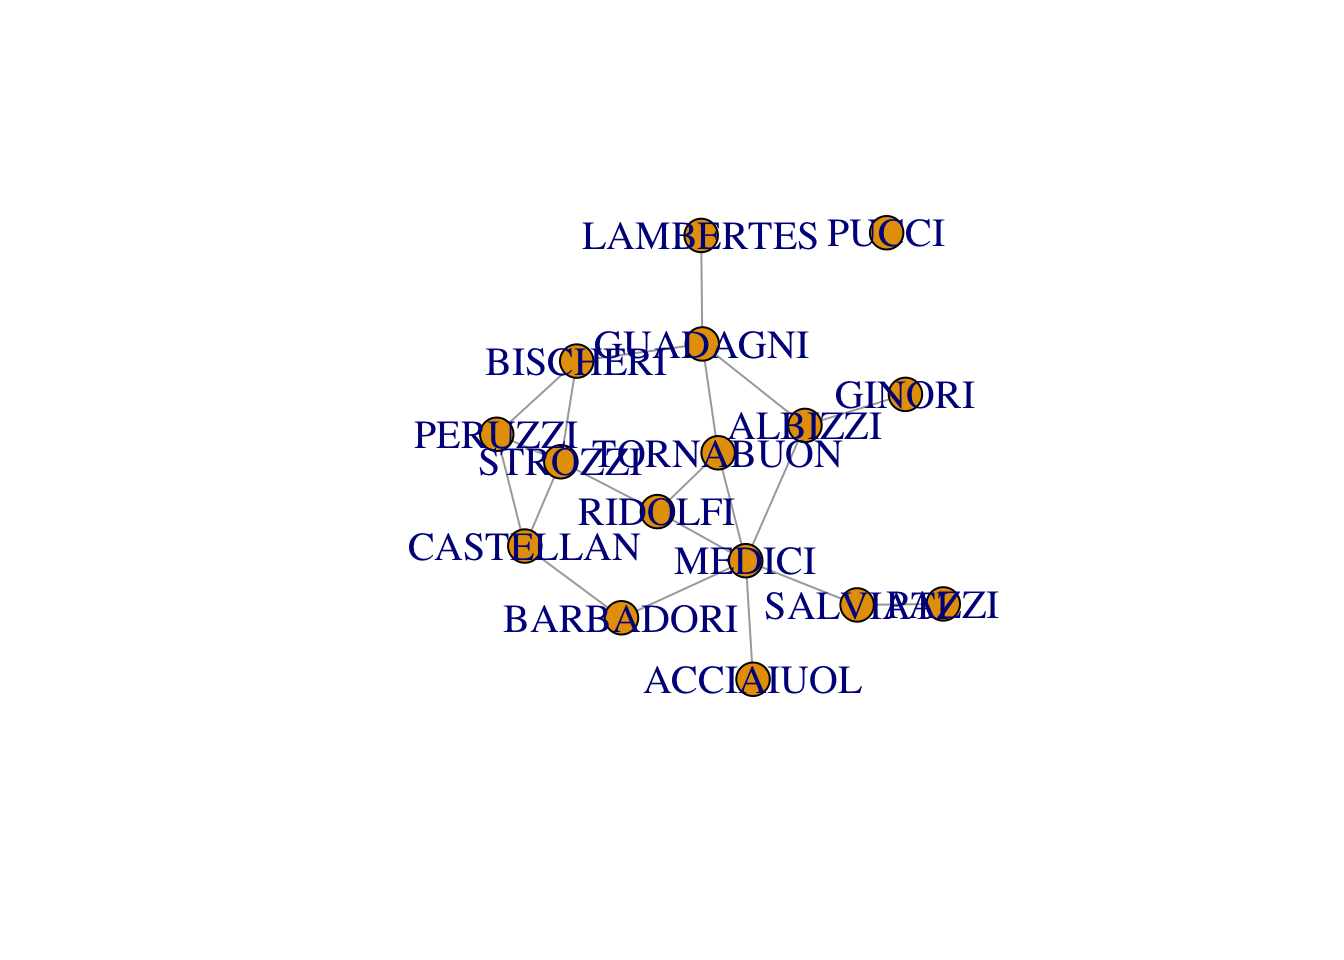 LAMBERTES
PUCCI
GUADAGNI
BISCHERI
GINORI
ALBIZZI
PERUZZI
TORNABUON
STROZZI
RIDOLFI
CASTELLAN
MEDICI
SALVIATI
PAZZI
BARBADORI
ACCIAIUOL